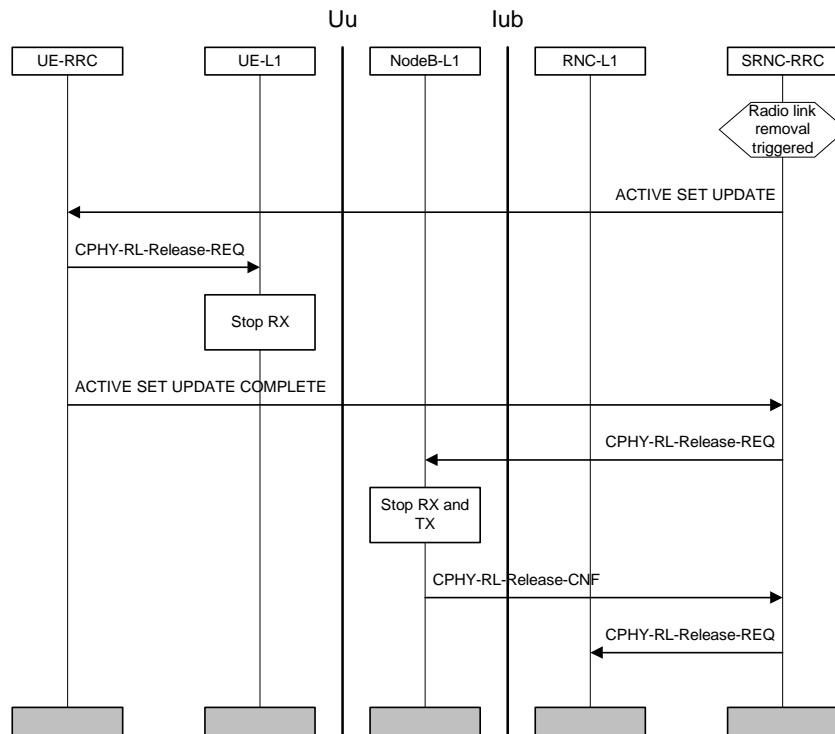 Uu
Iub
UE-RRC
UE-L1
NodeB-L1
RNC-L1
SRNC-RRC
Radio link
removal
triggered
ACTIVE SET UPDATE
CPHY-RL-Release-REQ
Stop RX
ACTIVE SET UPDATE COMPLETE
CPHY-RL-Release-REQ
Stop RX and
TX
CPHY-RL-Release-CNF
CPHY-RL-Release-REQ